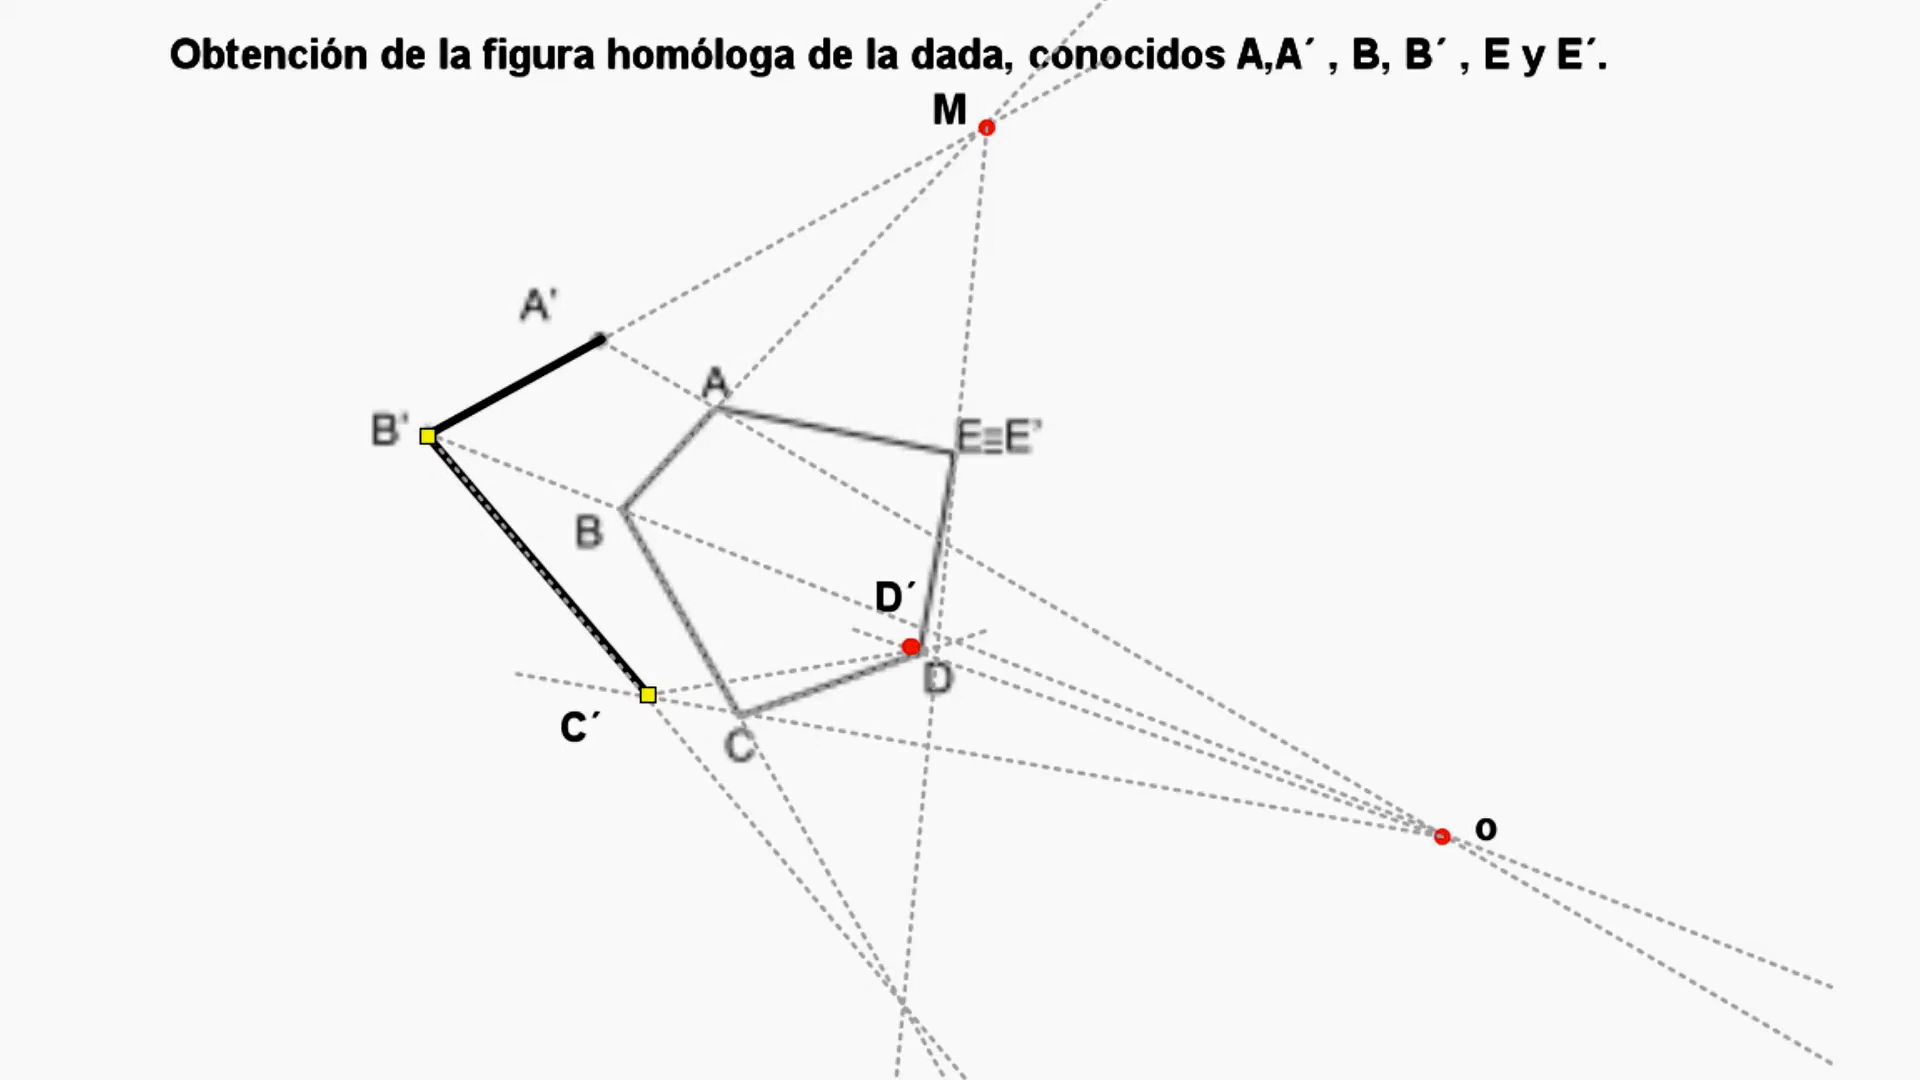 Obtención de la figura homóloga de la dada, conocidos A,A´ , B, B´ , E y E´.
M
A'
A
B'
E≡E'
B
D´
D
C´
C
o